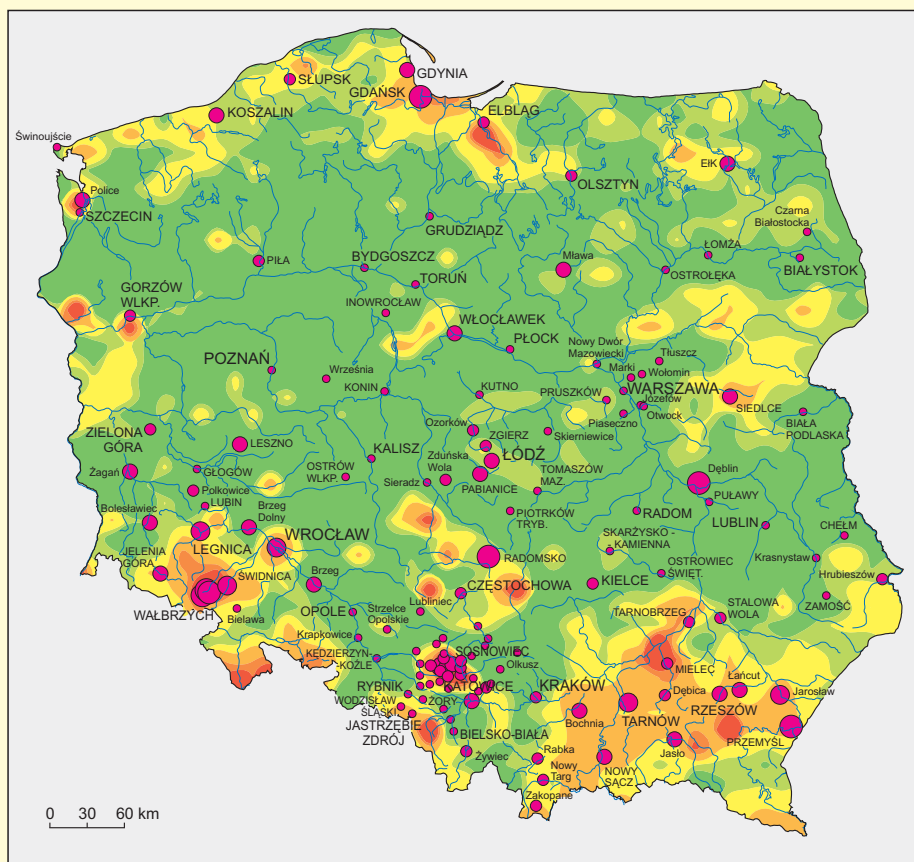 GDYNIA
SŁUPSK
GDAŃSK
KOSZALIN
ELBLĄG
Świnoujście
EŁK
OLSZTYN
Police
SZCZECIN
GRUDZIĄDZ
Czarna
Białostocka
ŁOMŻA
PIŁA
BYDGOSZCZ
Mława
BIAŁYSTOK
OSTROŁĘKA
TORUŃ
GORZÓW
WLKP.
INOWROCŁAW
WŁOCŁAWEK
PŁOCK
Nowy Dwór
Mazowiecki
Tłuszcz
Marki
Wołomin
POZNAŃ
Września
KONIN
KUTNO
PRUSZKÓW
WARSZAWA
Józefów
Otwock
SIEDLCE
Piaseczno
BIAŁA
PODLASKA
ZIELONA
GÓRA
LESZNO
Ozorków
ZGIERZ
Skierniewice
KALISZ
ŁÓDŹ
Żagań
GŁOGÓW
OSTRÓW
WLKP.
Zduńska
Wola
Sieradz
PABIANICE
TOMASZÓW
MAZ.
Dęblin
Polkowice
LUBIN
PUŁAWY
Bolesławiec
Brzeg
Dolny
PIOTRKÓW
TRYB.
RADOM
LUBLIN
WROCŁAW
LEGNICA
SKARŻYSKO -
- KAMIENNA
CHEŁM
JELENIA
GÓRA
RADOMSKO
Krasnystaw
ŚWIDNICA
Brzeg
CZĘSTOCHOWA
KIELCE
OSTROWIEC
ŚWIĘT.
Hrubieszów
WAŁBRZYCH
Bielawa
OPOLE
Strzelce
Opolskie
Lubliniec
ZAMOŚĆ
TARNOBRZEG
STALOWA
WOLA
Krapkowice
KĘDZIERZYN-
KOŹLE
SOSNOWIEC
Olkusz
MIELEC
RYBNIK
KATOWICE
KRAKÓW
Dębica
Łańcut
RZESZÓW
Jarosław
WODZISŁAW
ŚLĄSKI
ŻORY
JASTRZĘBIE
ZDRÓJ
Bochnia
TARNÓW
BIELSKO-BIAŁA
PRZEMYŚL
Jasło
Żywiec
Rabka
Nowy
Targ
NOWY
SĄCZ
Zakopane
0 30 60 km